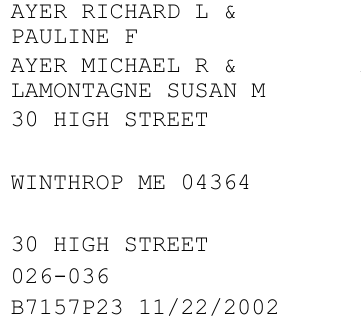 AYER RICHARD L &
PAULINE F
AYER MICHAEL R &
LAMONTAGNE SUSAN M
30 HIGH STREET
WINTHROP ME 04364
30 HIGH STREET
026-036
B7157P23 11/22/2002